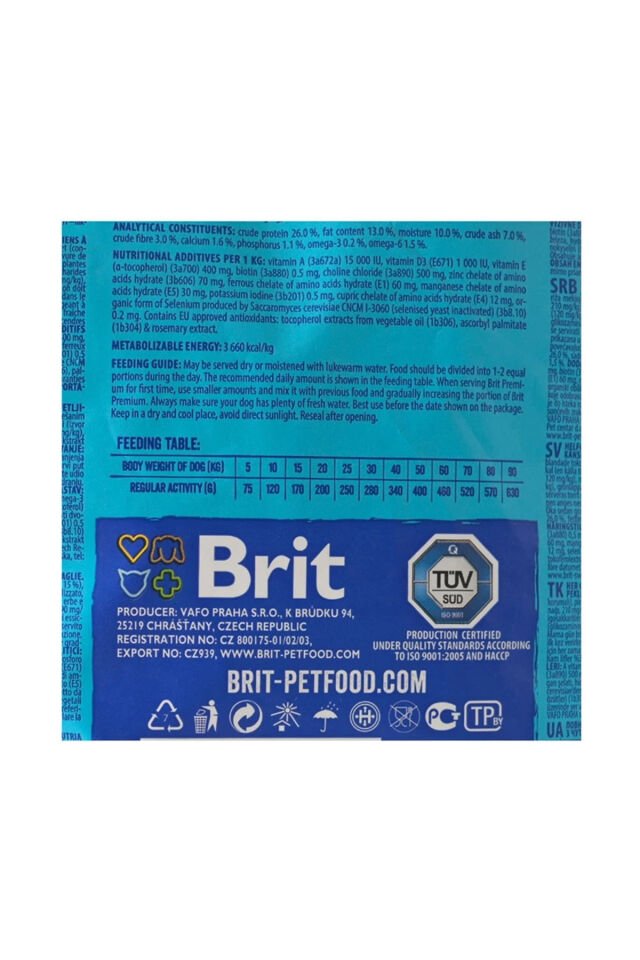 ANALYTICAL CONSTITUENTS: crude protein 26.0 %, fat content 13.0 %, moisture 10.0 %, crude ash 7.0 %,
crude fibre 3.0 %, calcium 1.6 %, phosphorus 1.1 %, omega-3 0.2 %, omega-6 1.5 %.
NUTRITIONAL ADDITIVES PER 1 KG: vitamin A (3a672a) 15 000 IU, vitamin D3 (E671) 1 000 IU, vitamin E
(α-tocopherol) (3a700) 400 mg, biotin (3a880) 0.5 mg, choline chloride (3a890) 500 mg, zinc chelate of amino
acids hydrate (3b606) 70 mg, ferrous chelate of amino acids hydrate (E1) 60 mg, manganese chelate of amino
acids hydrate (E5) 30 mg, potassium iodine (3b201) 0.5 mg, cupric chelate of amino acids hydrate (E4) 12 mg, or-
ganic form of Selenium produced by Saccaromyces cerevisiae CNCM I-3060 (selenised yeast inactivated) (3b8.10)
0.2 mg. Contains EU approved antioxidants: tocopherol extracts from vegetable oil (1b306), ascorbyl palmitate
(1b304) & rosemary extract.
METABOLIZABLE ENERGY: 3 660 kcal/kg
FEEDING GUIDE: May be served dry or moistened with lukewarm water. Food should be divided into 1-2 equal
portions during the day. The recommended daily amount is shown in the feeding table. When serving Brit Premi-
um for first time, use smaller amounts and mix it with previous food and gradually increasing the portion of Brit
Premium. Always make sure your dog has plenty of fresh water. Best use before the date shown on the package.
Keep in a dry and cool place, avoid direct sunlight. Reseal after opening.
FEEDING TABLE:
BODY WEIGHT OF DOG (KG) 5 10 15 20 25 30 40 50 60 70 80 90
REGULAR ACTIVITY (G) 75 120 170 200 250 280 340 400 460 520 570 630
Brit
PRODUCER: VAFO PRAHA S.R.O., K BRŮDKU 94,
25219 CHRÁŠŤANY, CZECH REPUBLIC
REGISTRATION NO: CZ 800175-01/02/03,
EXPORT NO: CZ939, WWW.BRIT-PETFOOD.COM
Q
TÜV
SÜD
ISO 9001
PRODUCTION CERTIFIED
UNDER QUALITY STANDARDS ACCORDING
TO ISO 9001:2005 AND HACCP
BRIT-PETFOOD.COM
7
PG
TP BY
SRB
SV
TK
UA